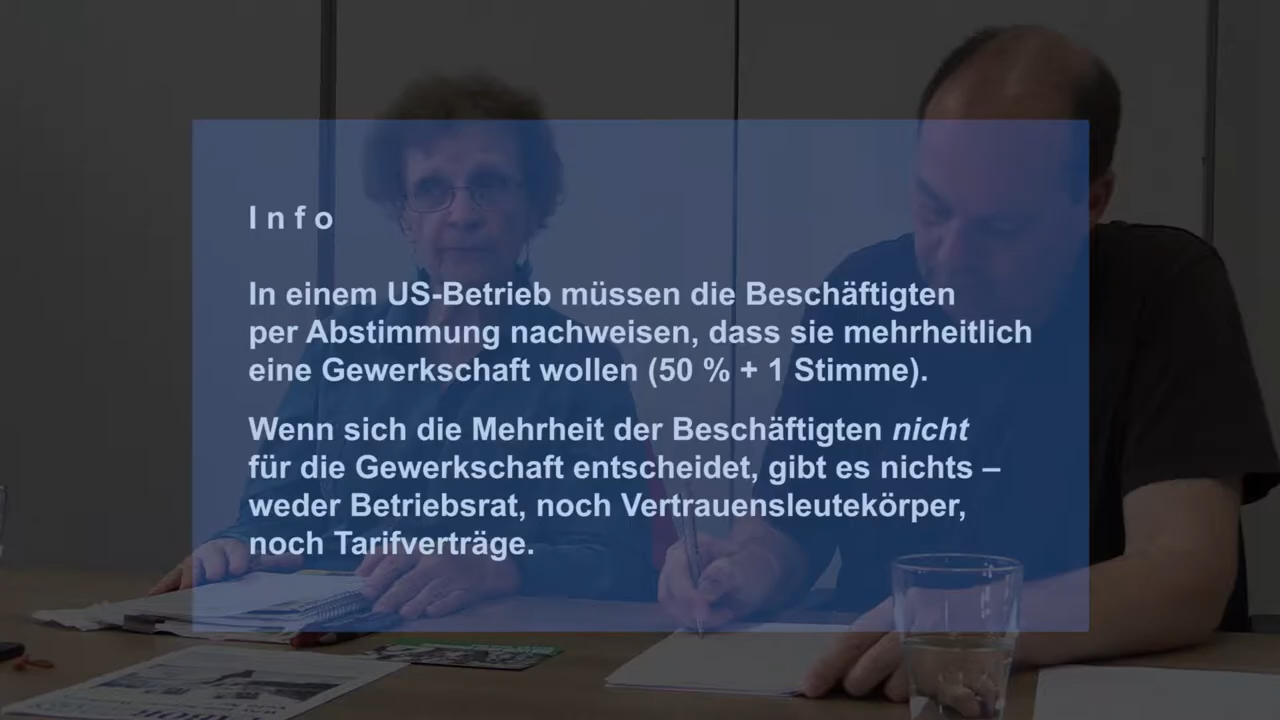 Info
In einem US-Betrieb müssen die Beschäftigten
per Abstimmung nachweisen, dass sie mehrheitlich
eine Gewerkschaft wollen (50 % + 1 Stimme).
Wenn sich die Mehrheit der Beschäftigten nicht
für die Gewerkschaft entscheidet, gibt es nichts –
weder Betriebsrat, noch Vertrauensleutekörper,
noch Tarifverträge.